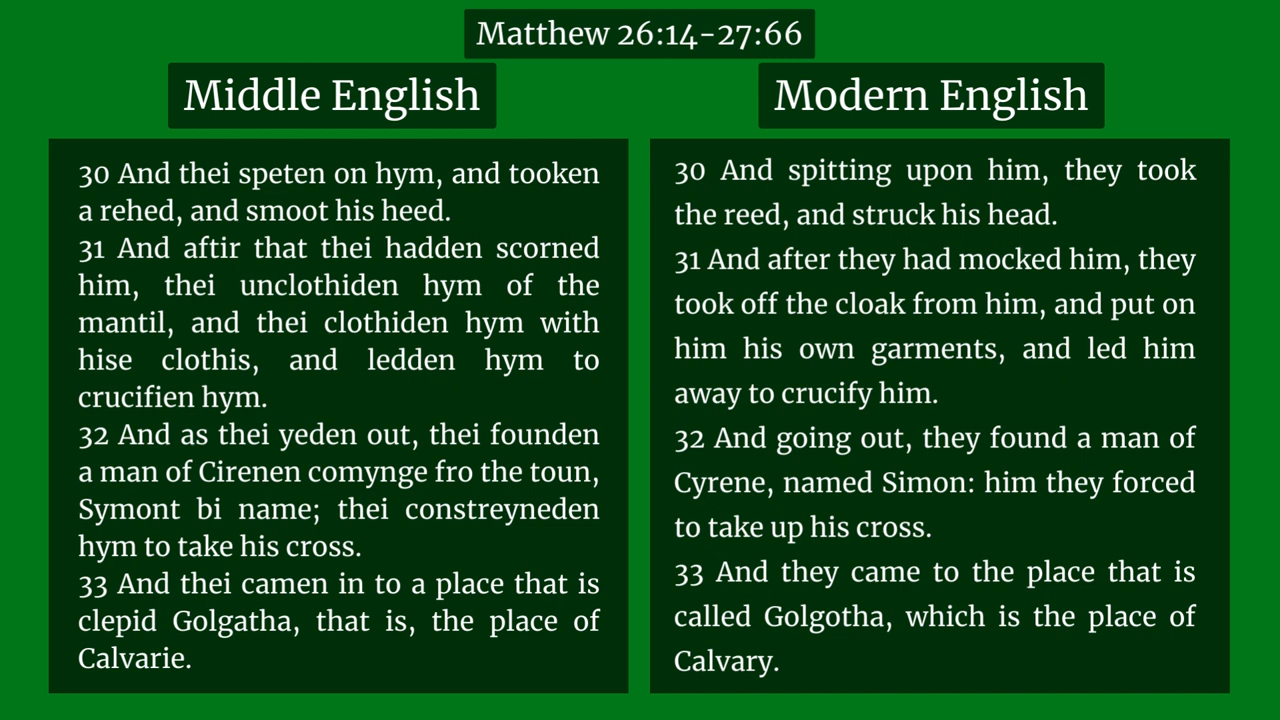 Matthew 26:14-27:66
Middle English
30 And thei speten on hym, and tooken
a rehed, and smoot his heed.
31 And aftir that thei hadden scorned
him, thei unclothiden hym of the
mantil, and thei clothiden hym with
hise clothis, and ledden hym to
crucifien hym.
32 And as thei yeden out, thei founden
a man of Cirenen comynge fro the toun,
Symont bi name; thei constreyneden
hym to take his cross.
33 And thei camen in to a place that is
clepid Golgatha, that is, the place of
Calvarie.
Modern English
30 And spitting upon him, they took
the reed, and struck his head.
31 And after they had mocked him, they
took off the cloak from him, and put on
him his own garments, and led him
away to crucify him.
32 And going out, they found a man of
Cyrene, named Simon: him they forced
to take up his cross.
33 And they came to the place that is
called Golgotha, which is the place of
Calvary.